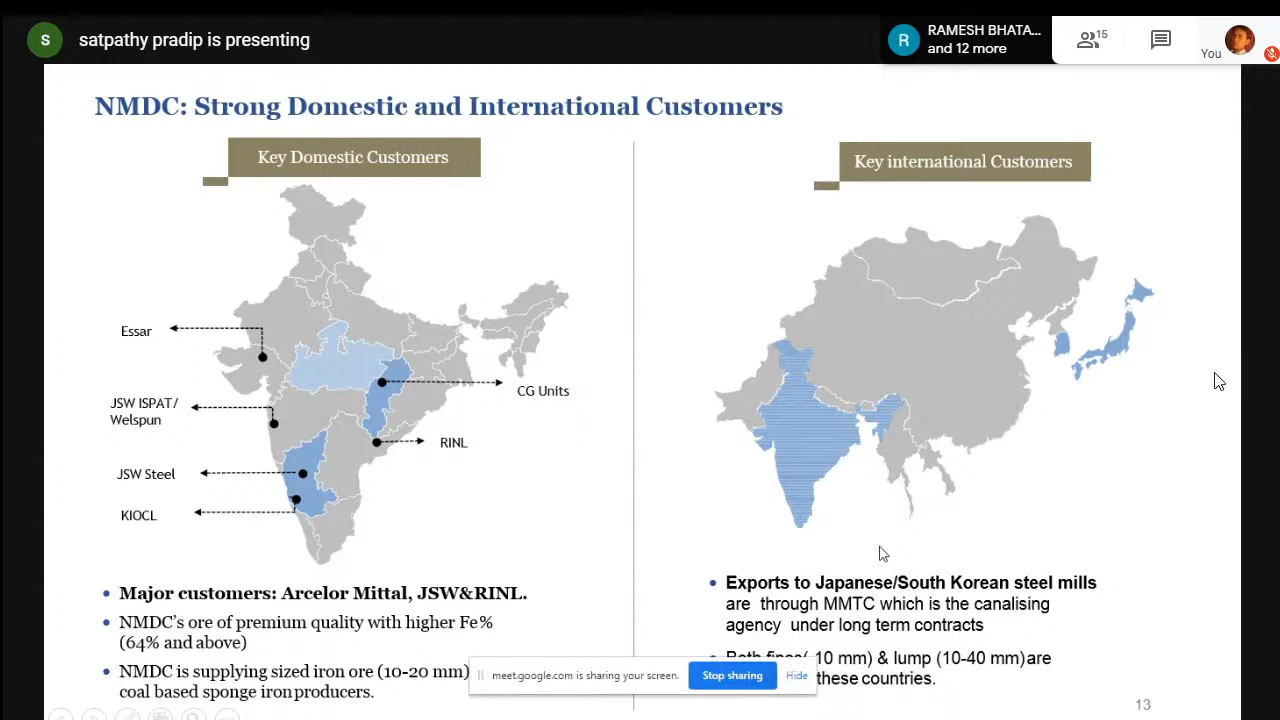 S
satpathy pradip is presenting
R
RAMESH BHATA...
and 12 more
15
You
NMDC: Strong Domestic and International Customers
Key Domestic Customers
Essar
JSW ISPAT/
Welspun
JSW Steel
KIOCL
CG Units
RINL
• Major customers: Arcelor Mittal, JSW&RINL.
• NMDC's ore of premium quality with higher Fe%
(64% and above)
• NMDC is supplying sized iron ore (10-20 mm)
coal based sponge iron producers.
Key international Customers
• Exports to Japanese/South Korean steel mills
are through MMTC which is the canalising
agency under long term contracts
• Both fines(-10 mm) & lump (10-40 mm) are
these countries.
meet.google.com is sharing your screen.
Stop sharing
Hide
13